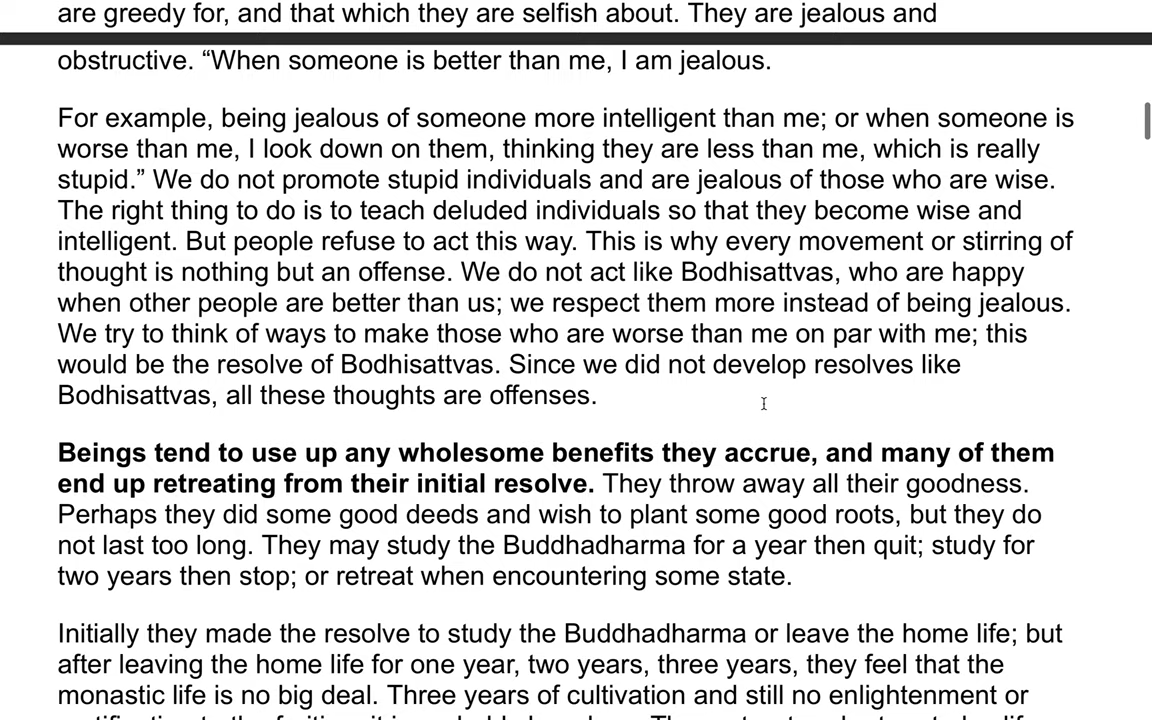 are greedy for, and that which they are selfish about. They are jealous and
obstructive. “When someone is better than me, I am jealous.
For example, being jealous of someone more intelligent than me; or when someone is
worse than me, I look down on them, thinking they are less than me, which is really
stupid.” We do not promote stupid individuals and are jealous of those who are wise.
The right thing to do is to teach deluded individuals so that they become wise and
intelligent. But people refuse to act this way. This is why every movement or stirring of
thought is nothing but an offense. We do not act like Bodhisattvas, who are happy
when other people are better than us; we respect them more instead of being jealous.
We try to think of ways to make those who are worse than me on par with me; this
would be the resolve of Bodhisattvas. Since we did not develop resolves like
Bodhisattvas, all these thoughts are offenses.
Beings tend to use up any wholesome benefits they accrue, and many of them
end up retreating from their initial resolve. They throw away all their goodness.
Perhaps they did some good deeds and wish to plant some good roots, but they do
not last too long. They may study the Buddhadharma for a year then quit; study for
two years then stop; or retreat when encountering some state.
Initially they made the resolve to study the Buddhadharma or leave the home life; but
after leaving the home life for one year, two years, three years, they feel that the
monastic life is no big deal. Three years of cultivation and still no enlightenment or